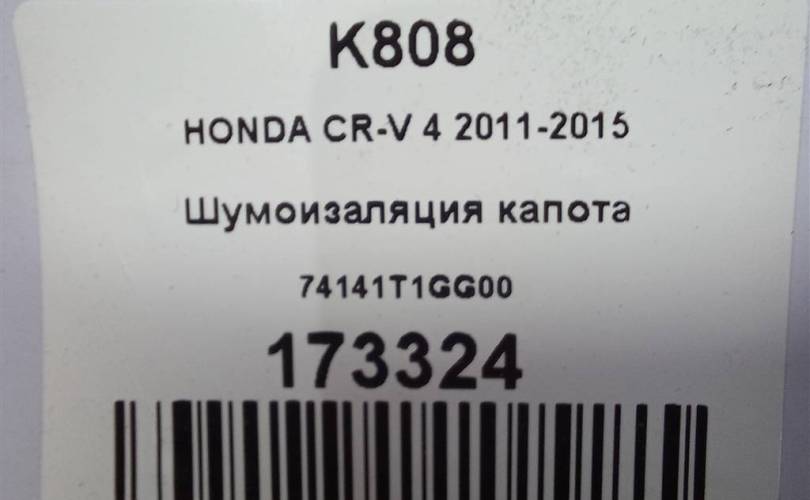 K808
HONDA CR-V 4 2011-2015
Шумоизаляция капота
74141T1GG00
173324